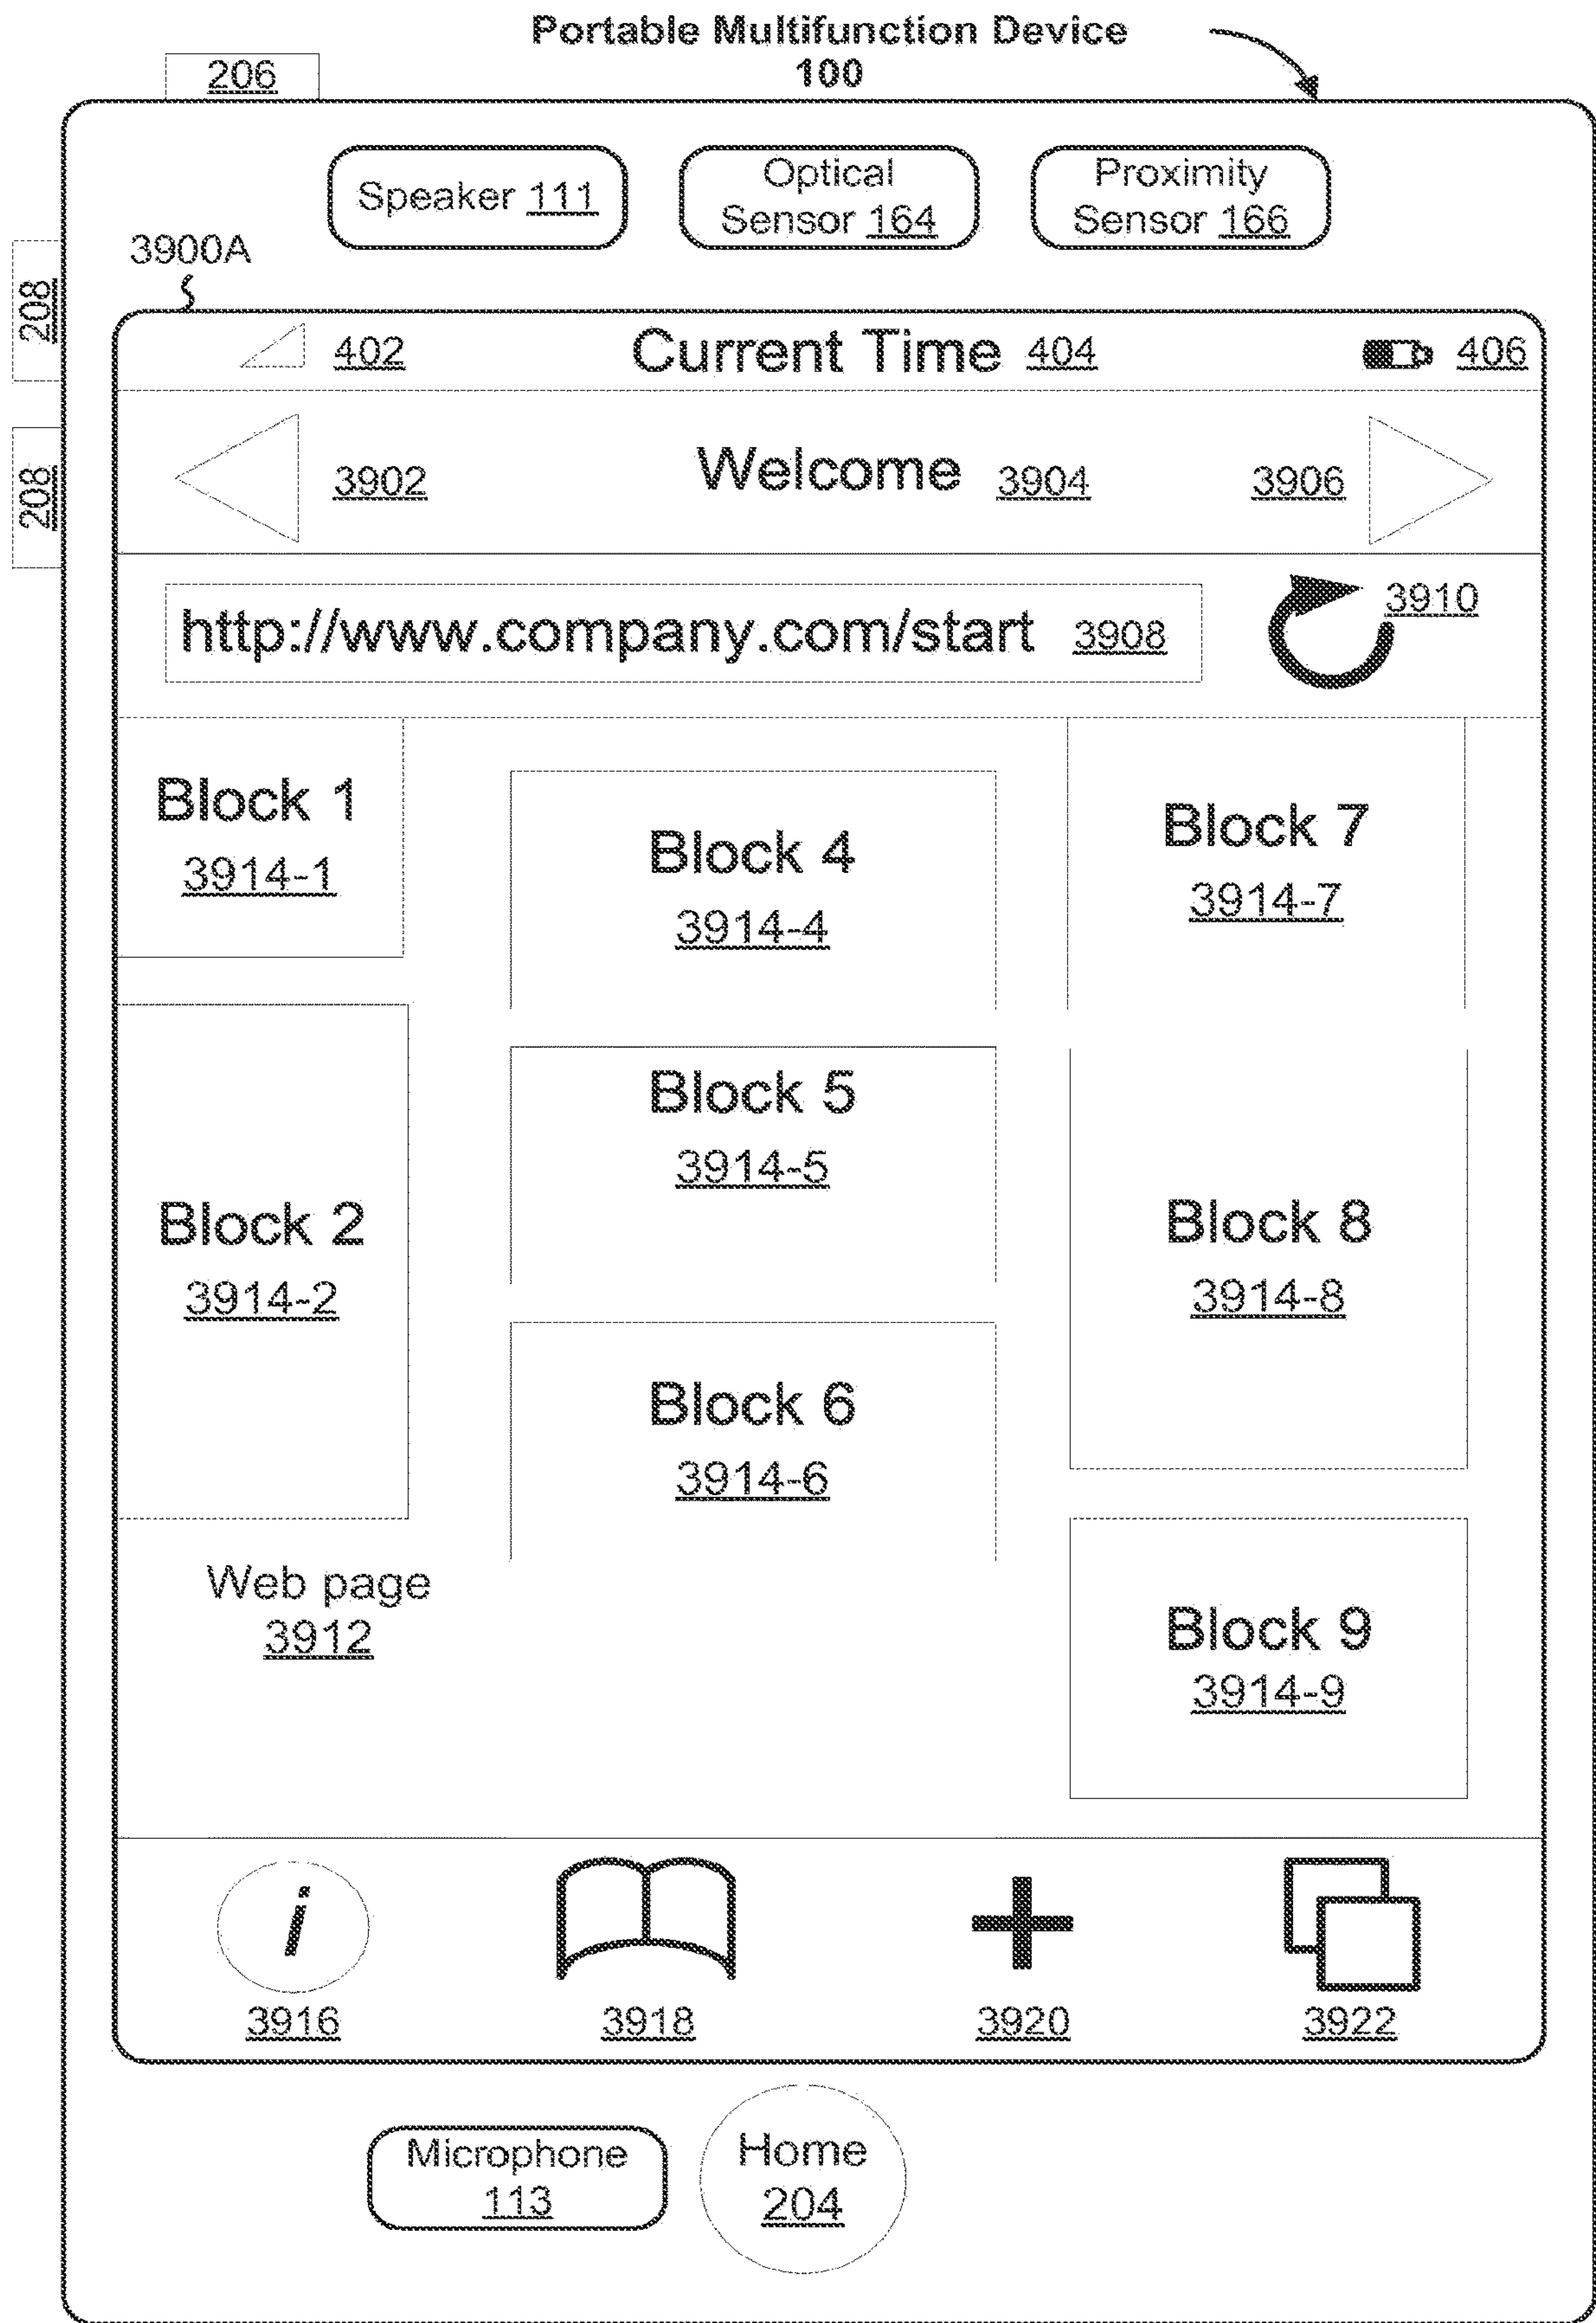 Portable Multifunction Device
100
206
Speaker 111
Optical
Sensor 164
Proximity
Sensor 166
3900A
208
208
402 Current Time 404 406
3902 Welcome 3904 3906
http://www.company.com/start 3908 3910
Block 1
3914-1
Block 4
3914-4
Block 7
3914-7
Block 2
3914-2
Block 5
3914-5
Block 8
3914-8
Block 6
3914-6
Web page
3912
Block 9
3914-9
i
3916 3918 3920 3922
Microphone
113
Home
204